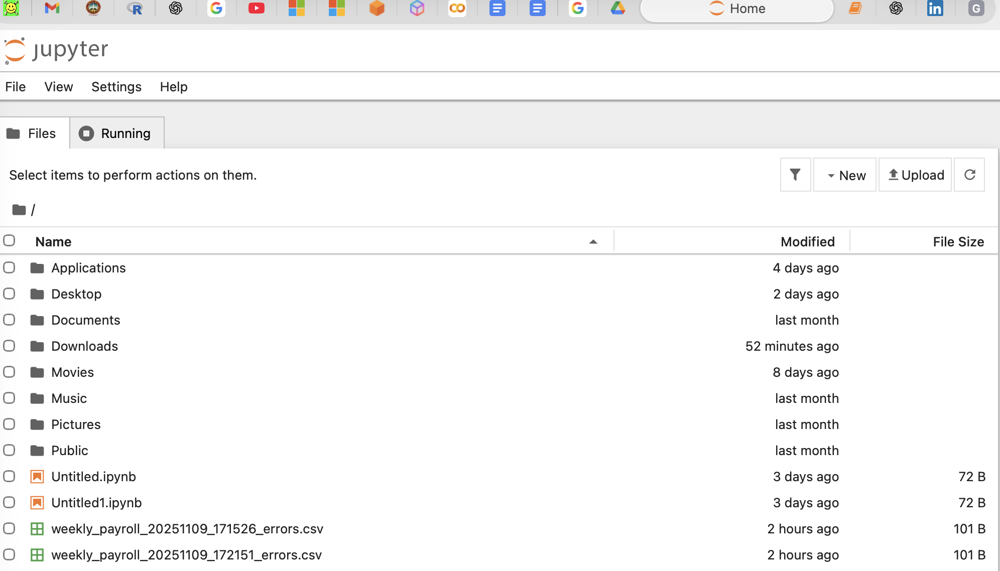 Home
G
jupyter
File View Settings Help
Files Running
Select items to perform actions on them.
New Upload
/
Name Modified File Size
Applications 4 days ago
Desktop 2 days ago
Documents last month
Downloads 52 minutes ago
Movies 8 days ago
Music last month
Pictures last month
Public last month
Untitled.ipynb 3 days ago 72 B
Untitled1.ipynb 3 days ago 72 B
weekly_payroll_20251109_171526_errors.csv 2 hours ago 101 B
weekly_payroll_20251109_172151_errors.csv 2 hours ago 101 B